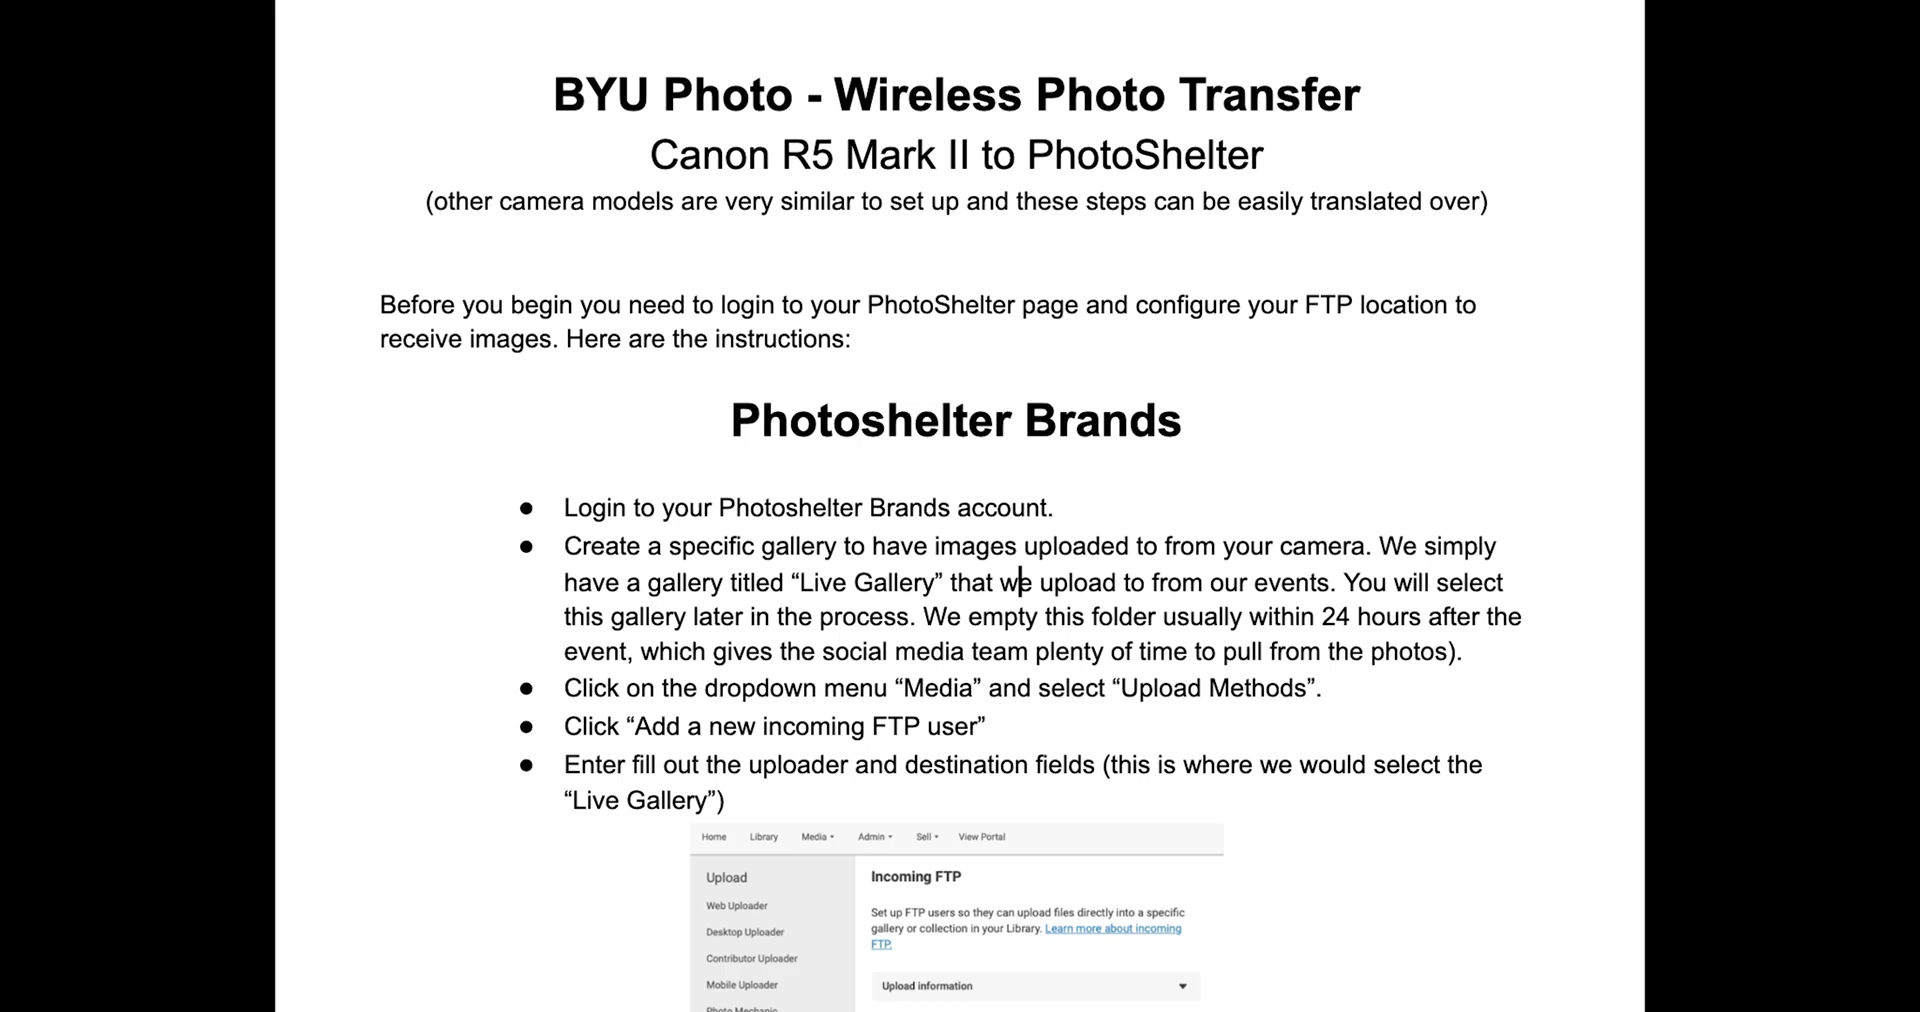 BYU Photo - Wireless Photo Transfer
Canon R5 Mark II to PhotoShelter
(other camera models are very similar to set up and these steps can be easily translated over)
Before you begin you need to login to your PhotoShelter page and configure your FTP location to
receive images. Here are the instructions:
Photoshelter Brands
● Login to your Photoshelter Brands account.
● Create a specific gallery to have images uploaded to from your camera. We simply
have a gallery titled “Live Gallery” that we upload to from our events. You will select
this gallery later in the process. We empty this folder usually within 24 hours after the
event, which gives the social media team plenty of time to pull from the photos).
● Click on the dropdown menu “Media” and select “Upload Methods”.
● Click “Add a new incoming FTP user”
● Enter fill out the uploader and destination fields (this is where we would select the
“Live Gallery”)
Home Library Media Admin Sell View Portal
Upload
Web Uploader
Desktop Uploader
Contributor Uploader
Mobile Uploader
Photo Mechanic
Incoming FTP
Set up FTP users so they can upload files directly into a specific
gallery or collection in your Library. Learn more about incoming
FTP.
Upload information